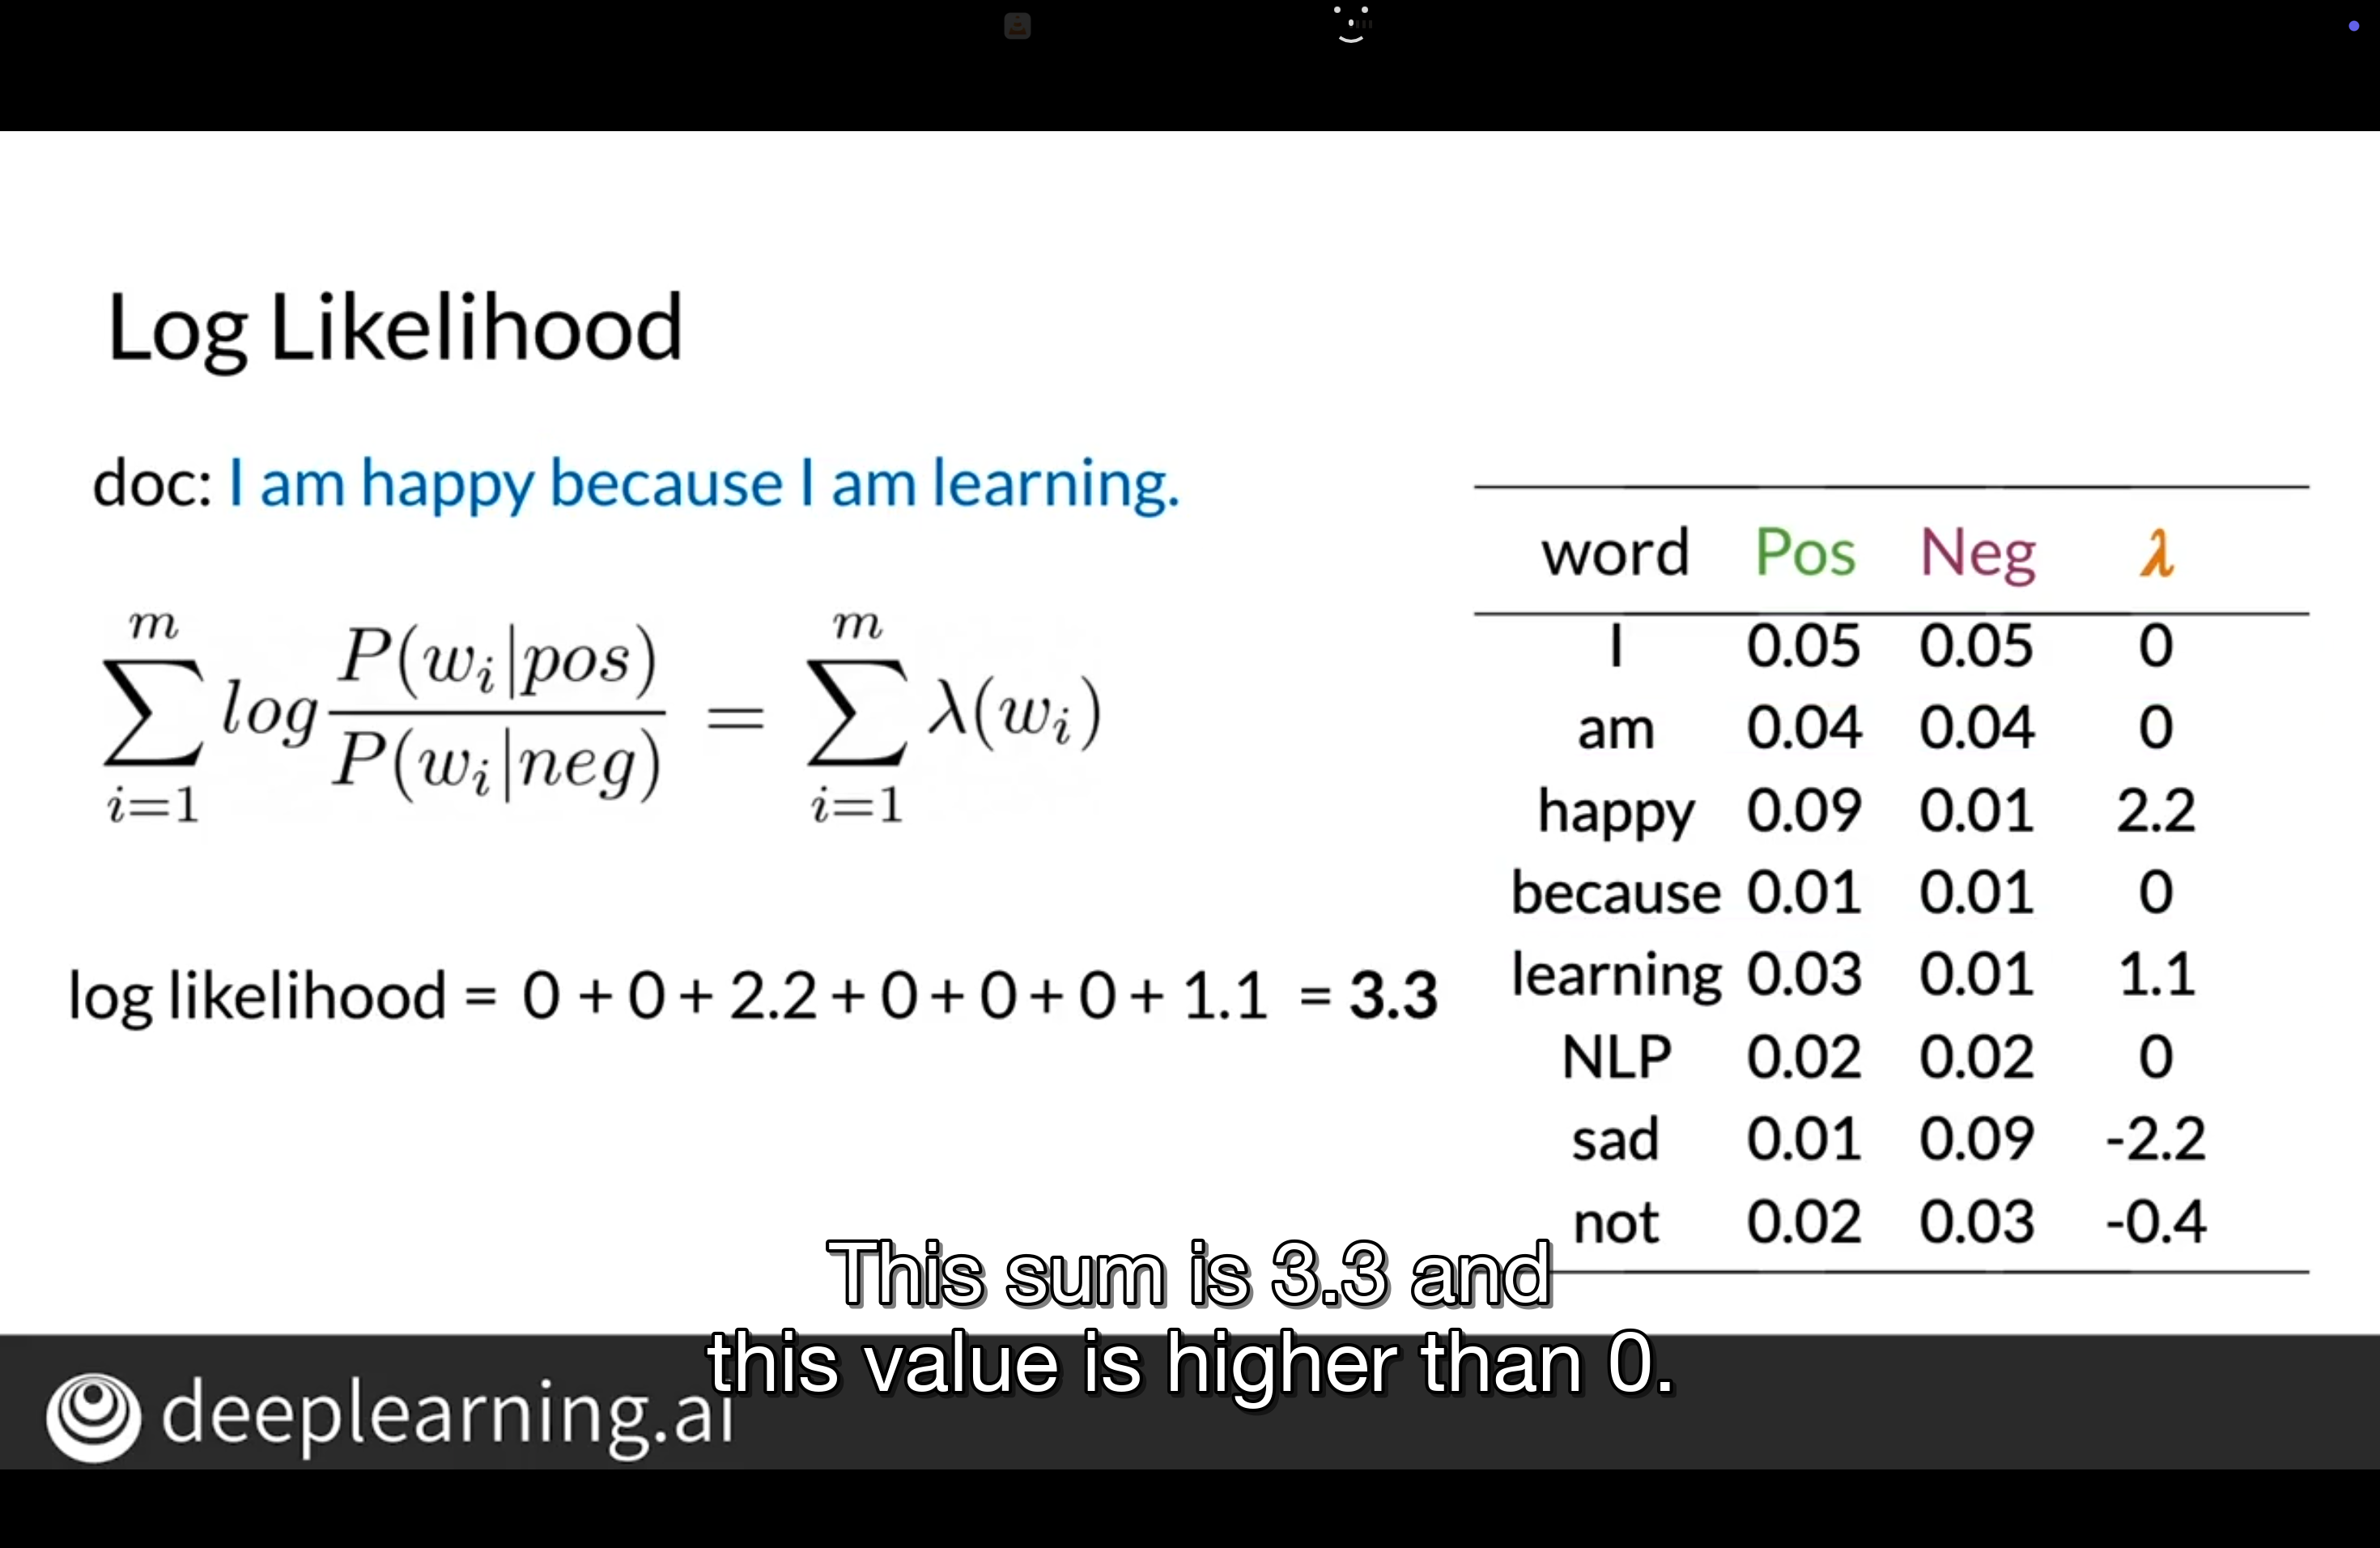 Log Likelihood
doc: I am happy because I am learning.
\sum_{i=1}^{m} log \frac{P(w_i|pos)}{P(w_i|neg)} = \sum_{i=1}^{m} λ(w_i)
log likelihood = 0 + 0 + 2.2 + 0 + 0 + 0 + 1.1 = 3.3
word Pos Neg λ
I 0.05 0.05 0
am 0.04 0.04 0
happy 0.09 0.01 2.2
because 0.01 0.01 0
learning 0.03 0.01 1.1
NLP 0.02 0.02 0
sad 0.01 0.09 -2.2
not 0.02 0.03 -0.4
This sum is 3.3 and
this value is higher than 0.
deeplearning.ai